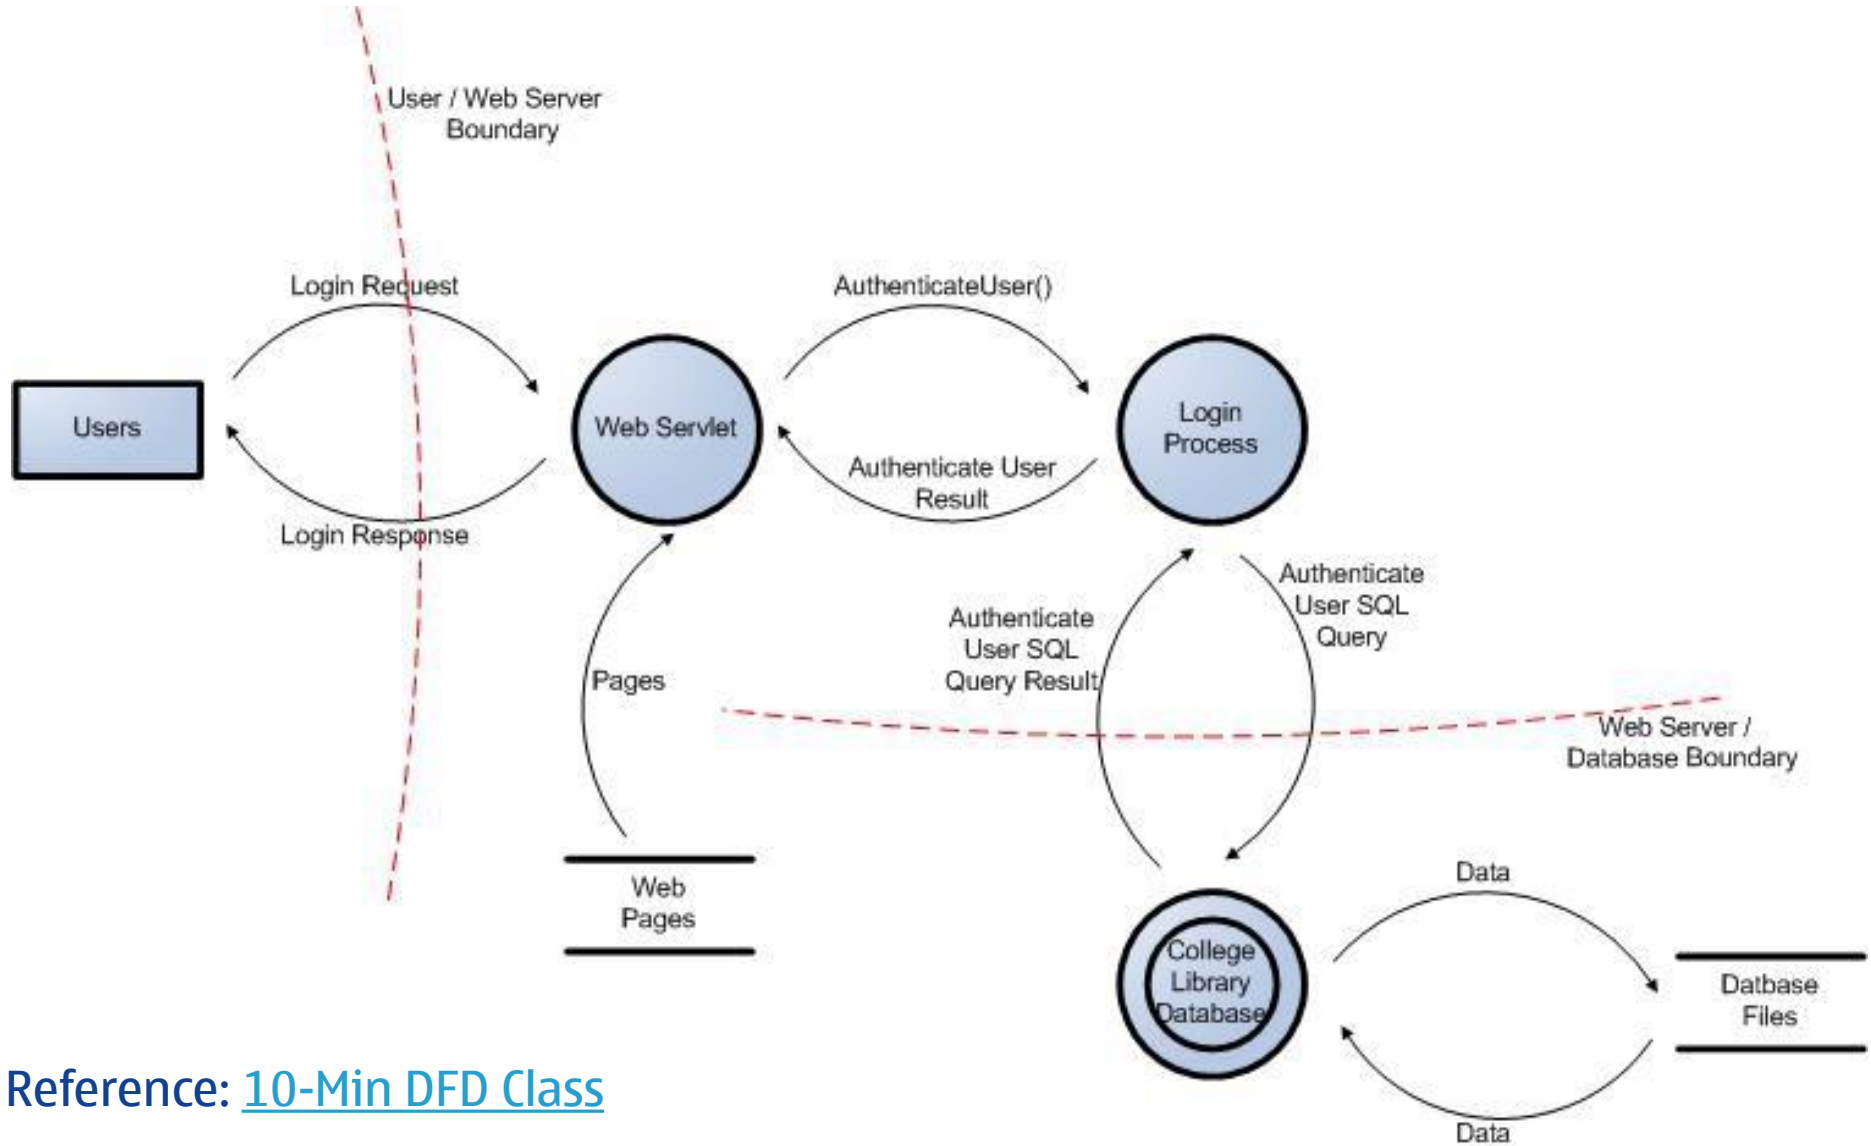 User / Web Server
Boundary
Login Request
AuthenticateUser()
Users
Web Servlet
Login
Process
Authenticate User
Result
Login Response
Authenticate
User SQL
Query
Authenticate
User SQL
Query Result
Pages
Web Server /
Database Boundary
Web
Pages
Data
College
Library
Database
Datbase
Files
Data
Reference: 10-Min DFD Class